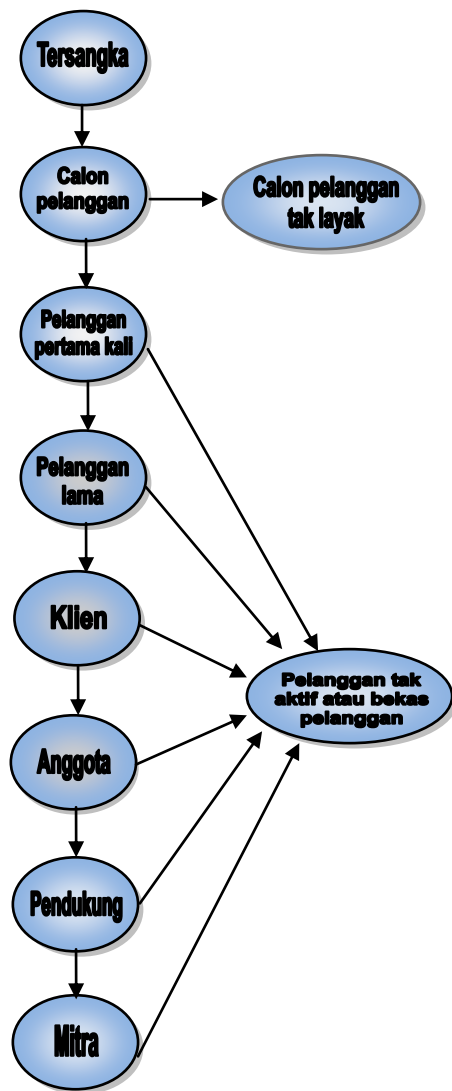 Tersangka
Calon
pelanggan
Calon pelanggan
tak layak
Pelanggan
pertama kali
Pelanggan
lama
Klien
Pelanggan tak
aktif atau bekas
pelanggan
Anggota
Pendukung
Mitra